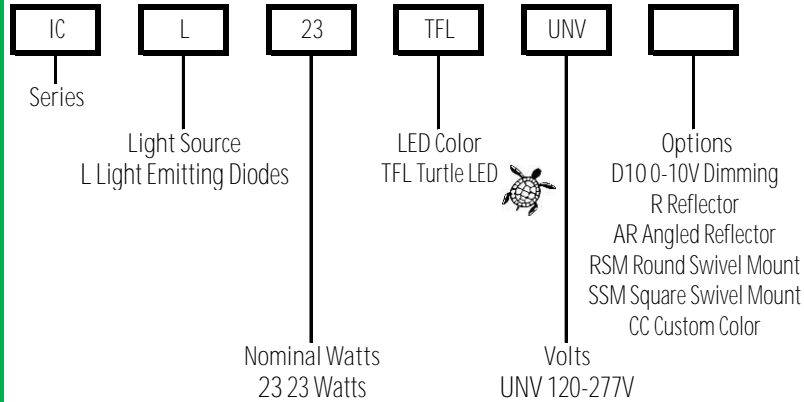 IC L 23 TFL UNV
Series
Light Source
L Light Emitting Diodes
LED Color
TFL Turtle LED
Options
D10 0-10V Dimming
R Reflector
AR Angled Reflector
RSM Round Swivel Mount
SSM Square Swivel Mount
CC Custom Color
Nominal Watts
23 23 Watts
Volts
UNV 120-277V